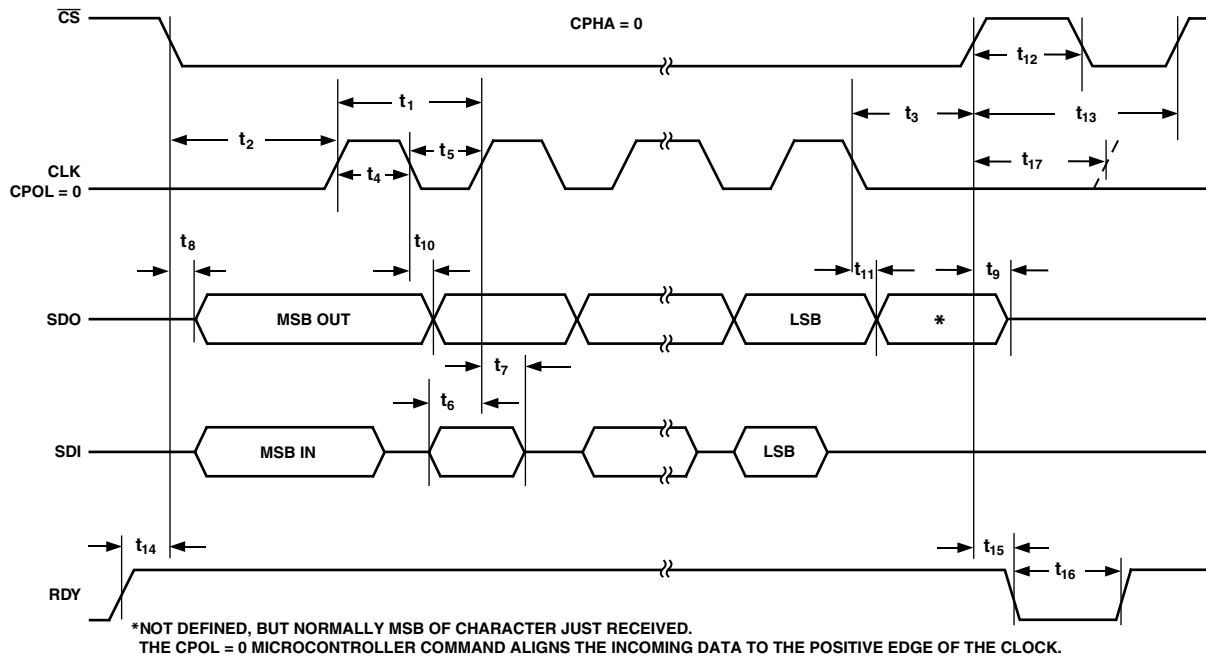 CS
CPHA = 0
t12
t1
t3
t13
t2
t5
t17
CLK
CPOL = 0
t4
t8
t10
t11
t9
SDO
MSB OUT
LSB
*
t7
t6
SDI
MSB IN
LSB
t14
t15
t16
RDY
*NOT DEFINED, BUT NORMALLY MSB OF CHARACTER JUST RECEIVED.
THE CPOL = 0 MICROCONTROLLER COMMAND ALIGNS THE INCOMING DATA TO THE POSITIVE EDGE OF THE CLOCK.